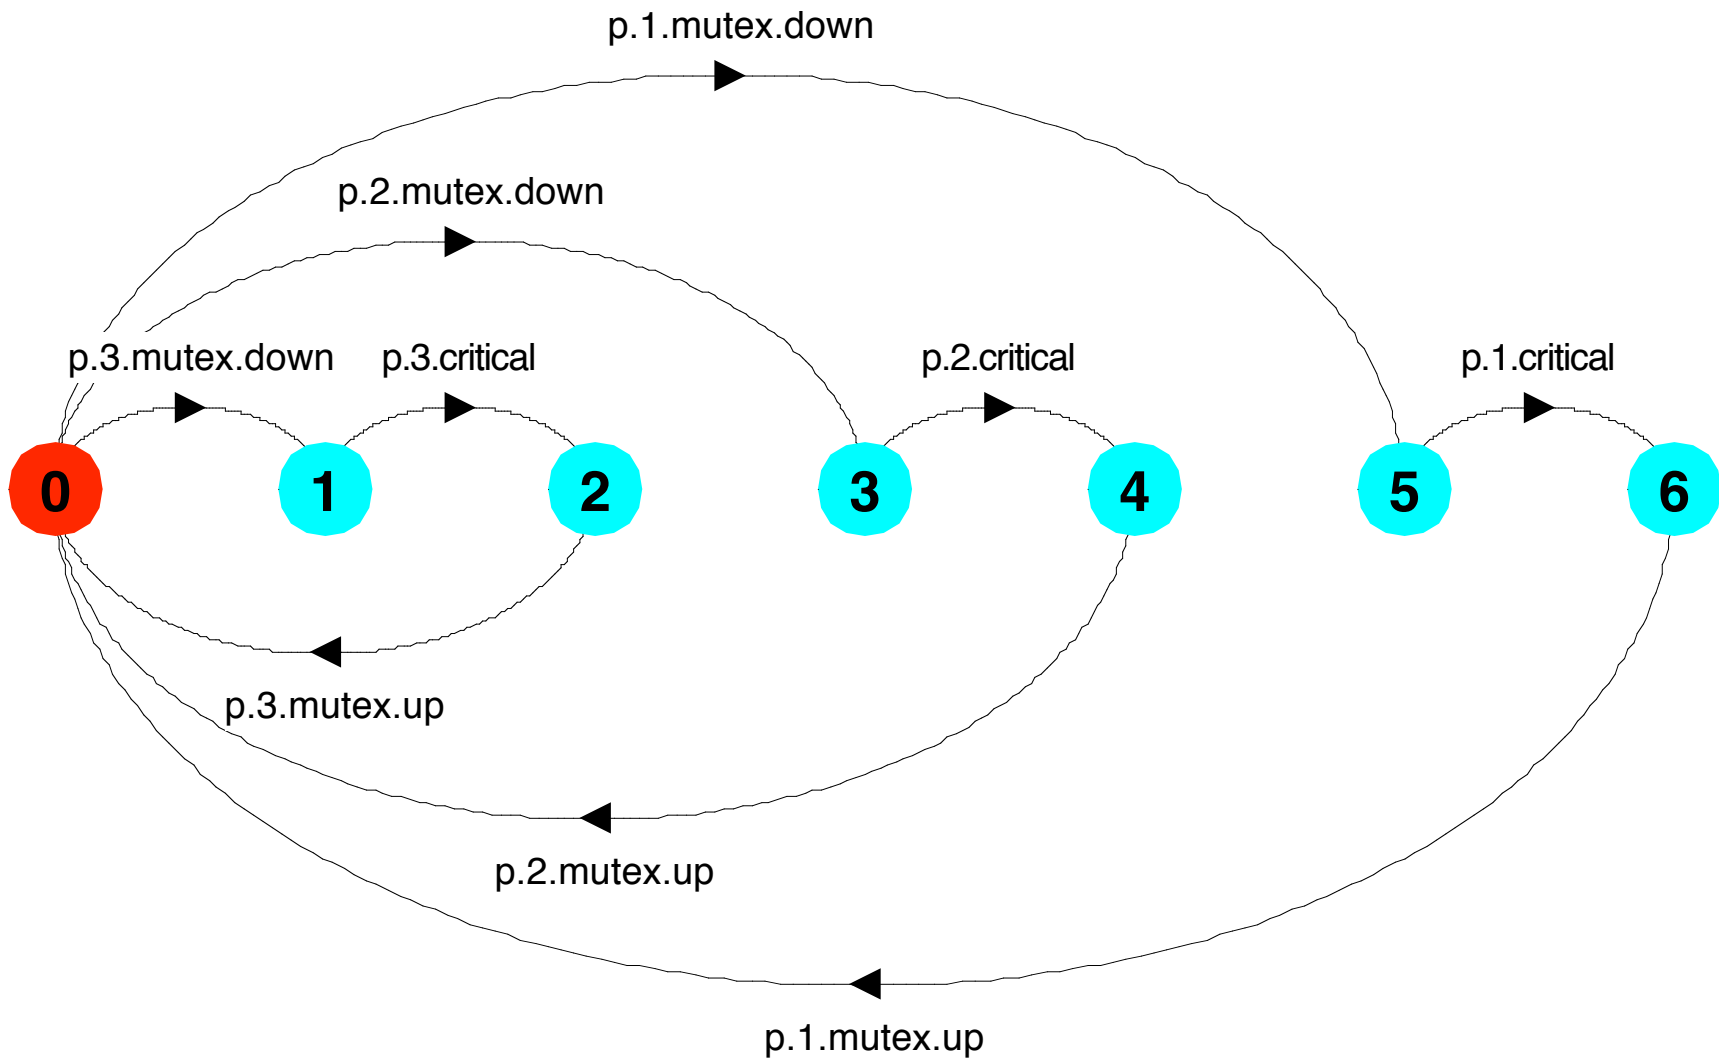 p.1.mutex.down
p.2.mutex.down
p.3.mutex.down
p.3.critical
p.2.critical
p.1.critical
0
1
2
3
4
5
6
p.3.mutex.up
p.2.mutex.up
p.1.mutex.up